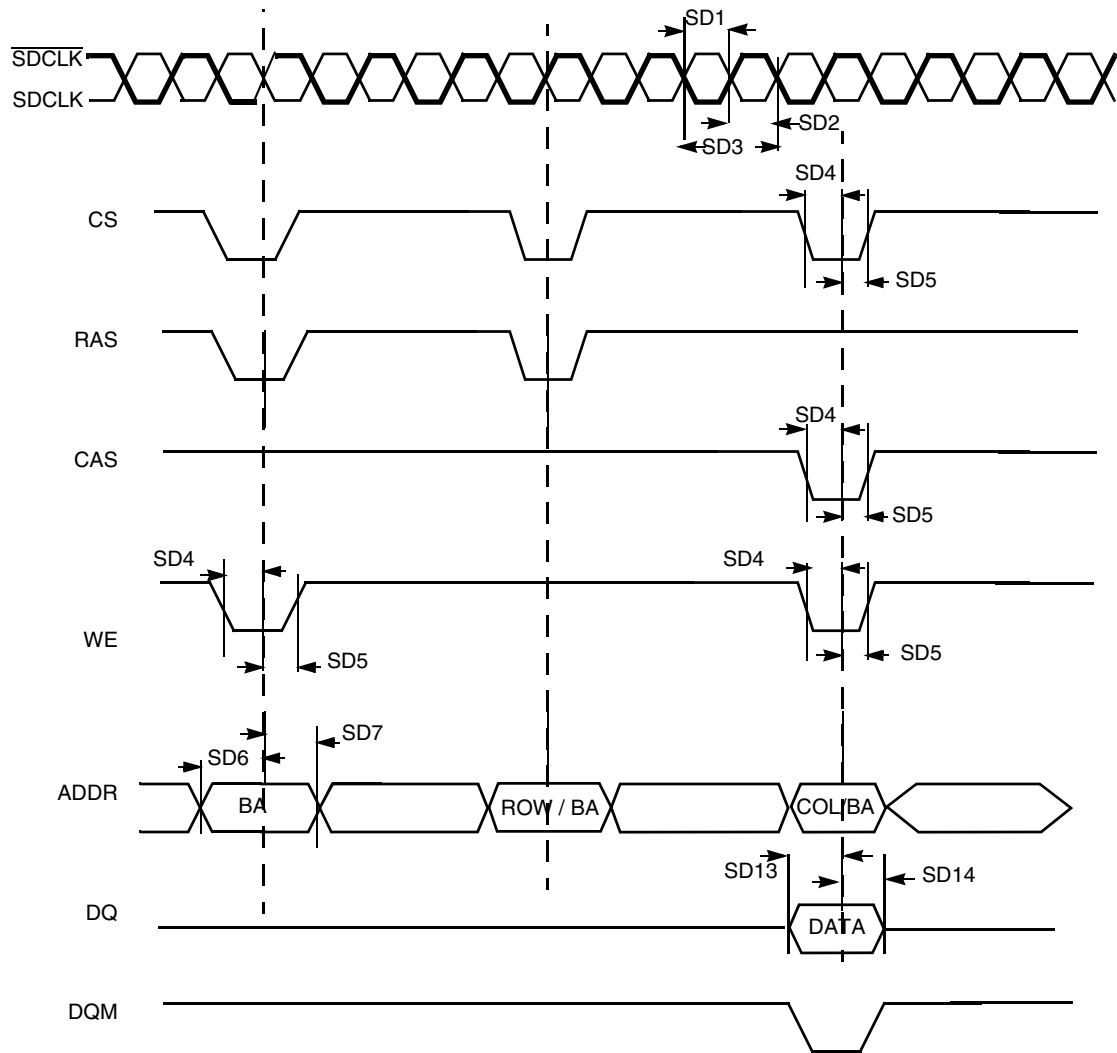 SD1
SDCLK
SDCLK
SD2
SD3
SD4
CS
SD5
RAS
SD4
CAS
SD5
SD4
SD4
WE
SD5
SD5
SD7
SD6
ADDR
BA
ROW / BA
COL/BA
SD13
SD14
DQ
DATA
DQM